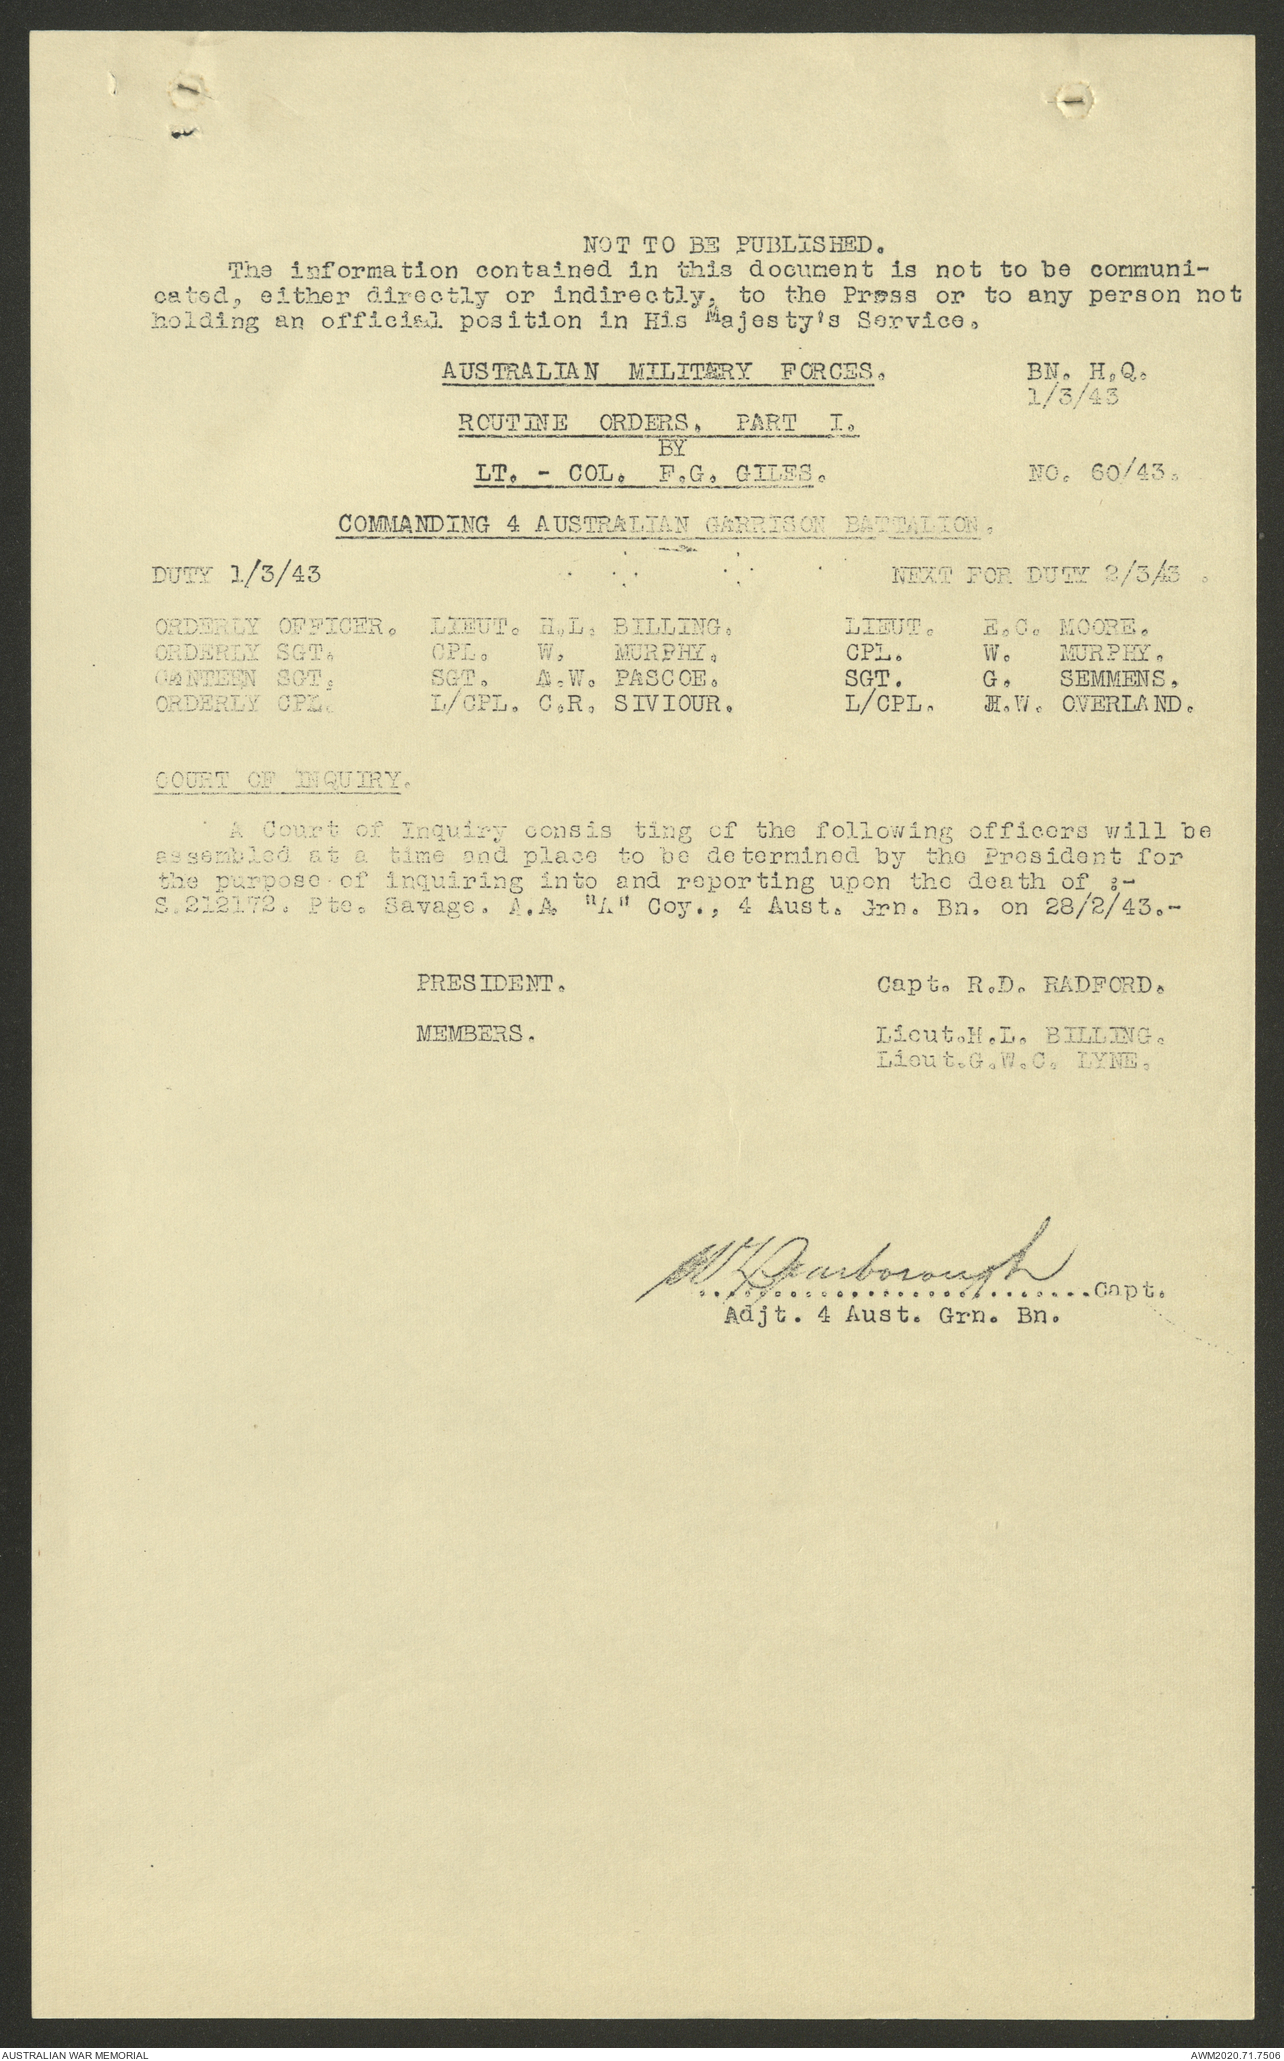 NOT TO BE PUBLISHED.
The information contained in this document is not to be communi-
cated, either directly or indirectly, to the Press or to any person not
holding an official position in His Majesty's Service.
AUSTRALIAN MILITARY FORCES. BN. H.Q.
1/3/43
ROUTINE ORDERS. PART I.
BY
LT. - COL. F.G. GILES. NO. 60/43.
COMMANDING 4 AUSTRALIAN GARRISON BATTALION.
DUTY 1/3/43 NEXT FOR DUTY 2/3/43.
ORDERLY OFFICER. LIEUT. H.L. BILLING. LIEUT. E.C. MOORE.
ORDERLY SGT. CPL. W. MURPHY. CPL. W. MURPHY.
CANTEEN SGT. SGT. A.W. PASCOE. SGT. G. SEMMENS.
ORDERLY CPL. L/CPL. C.R. SIVIOUR. L/CPL. H.W. OVERLAND.
COURT OF INQUIRY.
A Court of Inquiry consis ting of the following officers will be
assembled at a time and place to be determined by the President for
the purpose of inquiring into and reporting upon the death of :-
S.212172. Pte. Savage. A.A. "A" Coy., 4 Aust. Grn. Bn. on 28/2/43.-
PRESIDENT. Capt. R.D. RADFORD.
MEMBERS. Lieut.H.L. BILLING.
Lieut.G.W.C. LYNE.
Capt.
Adjt. 4 Aust. Grn. Bn.
AUSTRALIAN WAR MEMORIAL AWM2020.71.7506